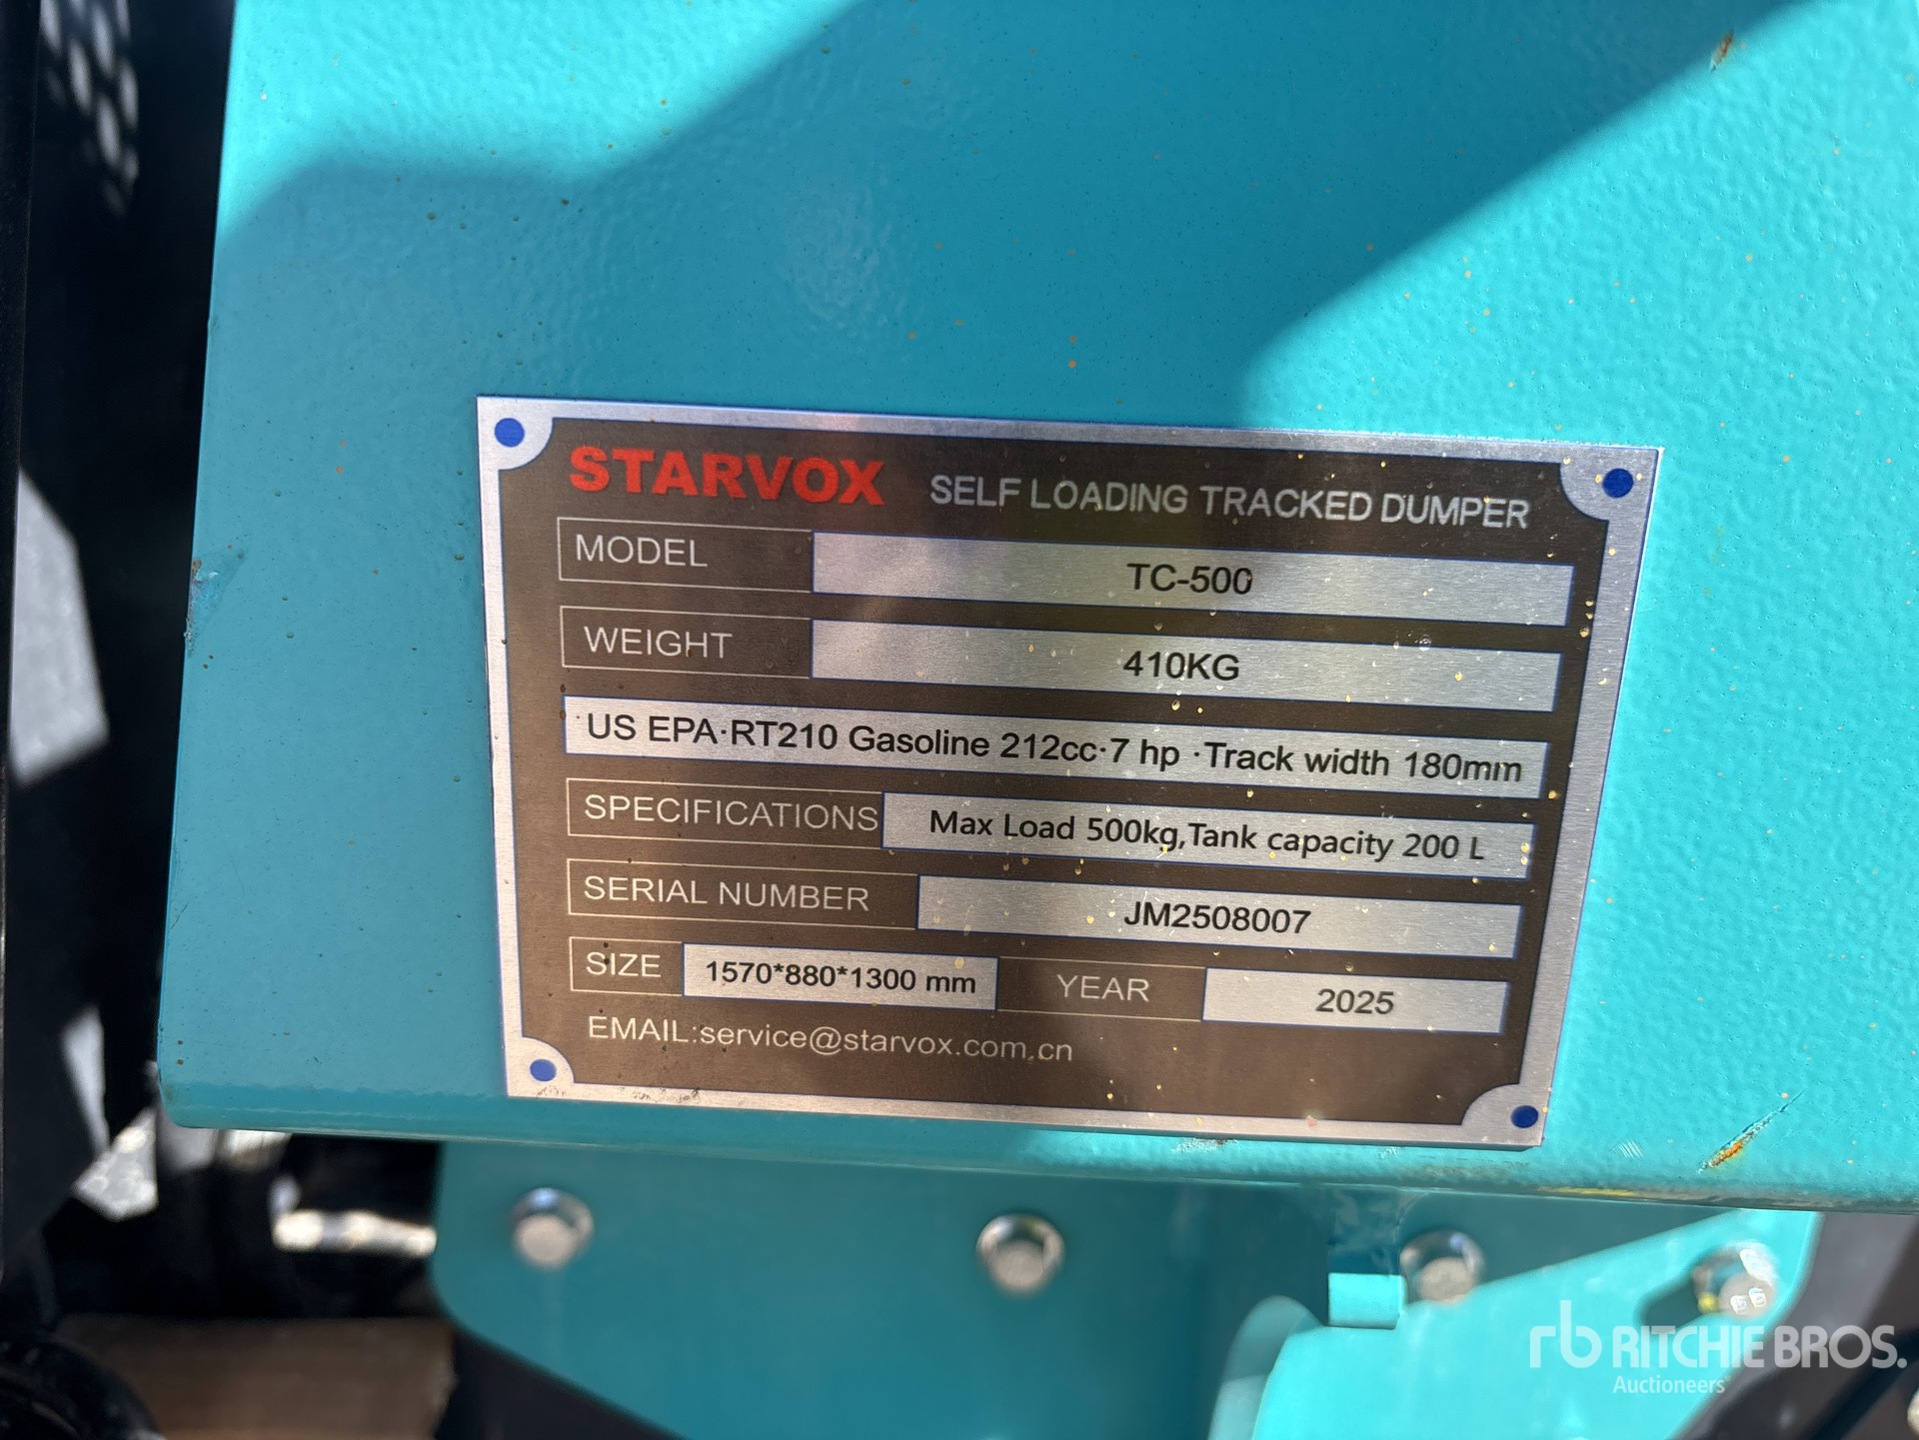 STARVOX SELF LOADING TRACKED DUMPER
MODEL TC-500
WEIGHT 410KG
US EPA·RT210 Gasoline 212cc·7 hp ·Track width 180mm
SPECIFICATIONS Max Load 500kg,Tank capacity 200 L
SERIAL NUMBER JM2508007
SIZE 1570*880*1300 mm YEAR 2025
EMAIL:service@starvox.com.cn
rb RITCHIE BROS.
Auctioneers